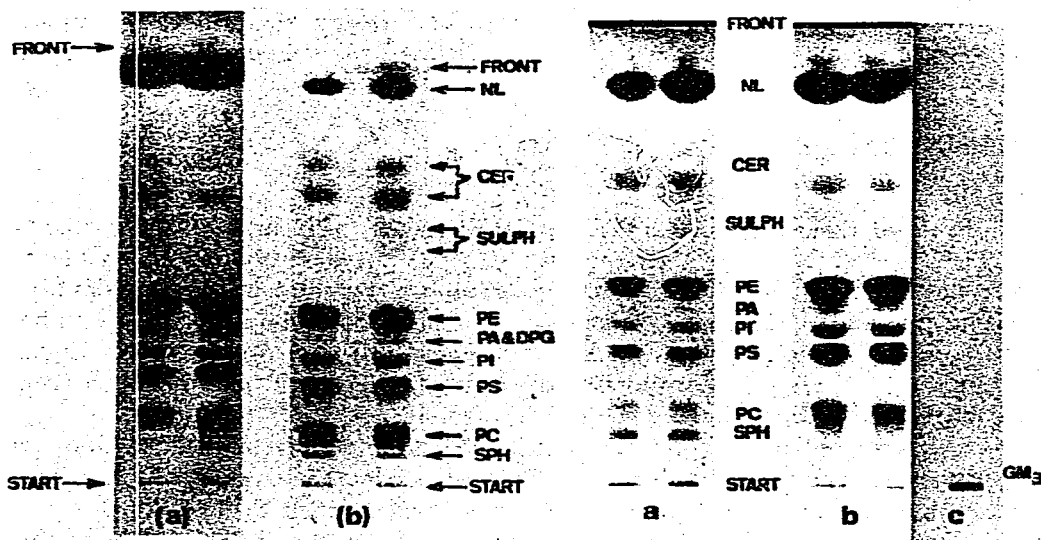 FRONT
FRONT
NL
CER
SULPH
PE
PA & DPG
PI
PS
PC
SPH
START
START
(a)
(b)
FRONT
NL
CER
SULPH
PE
PA
PI
PS
PC
SPH
START
GM3
a
b
c